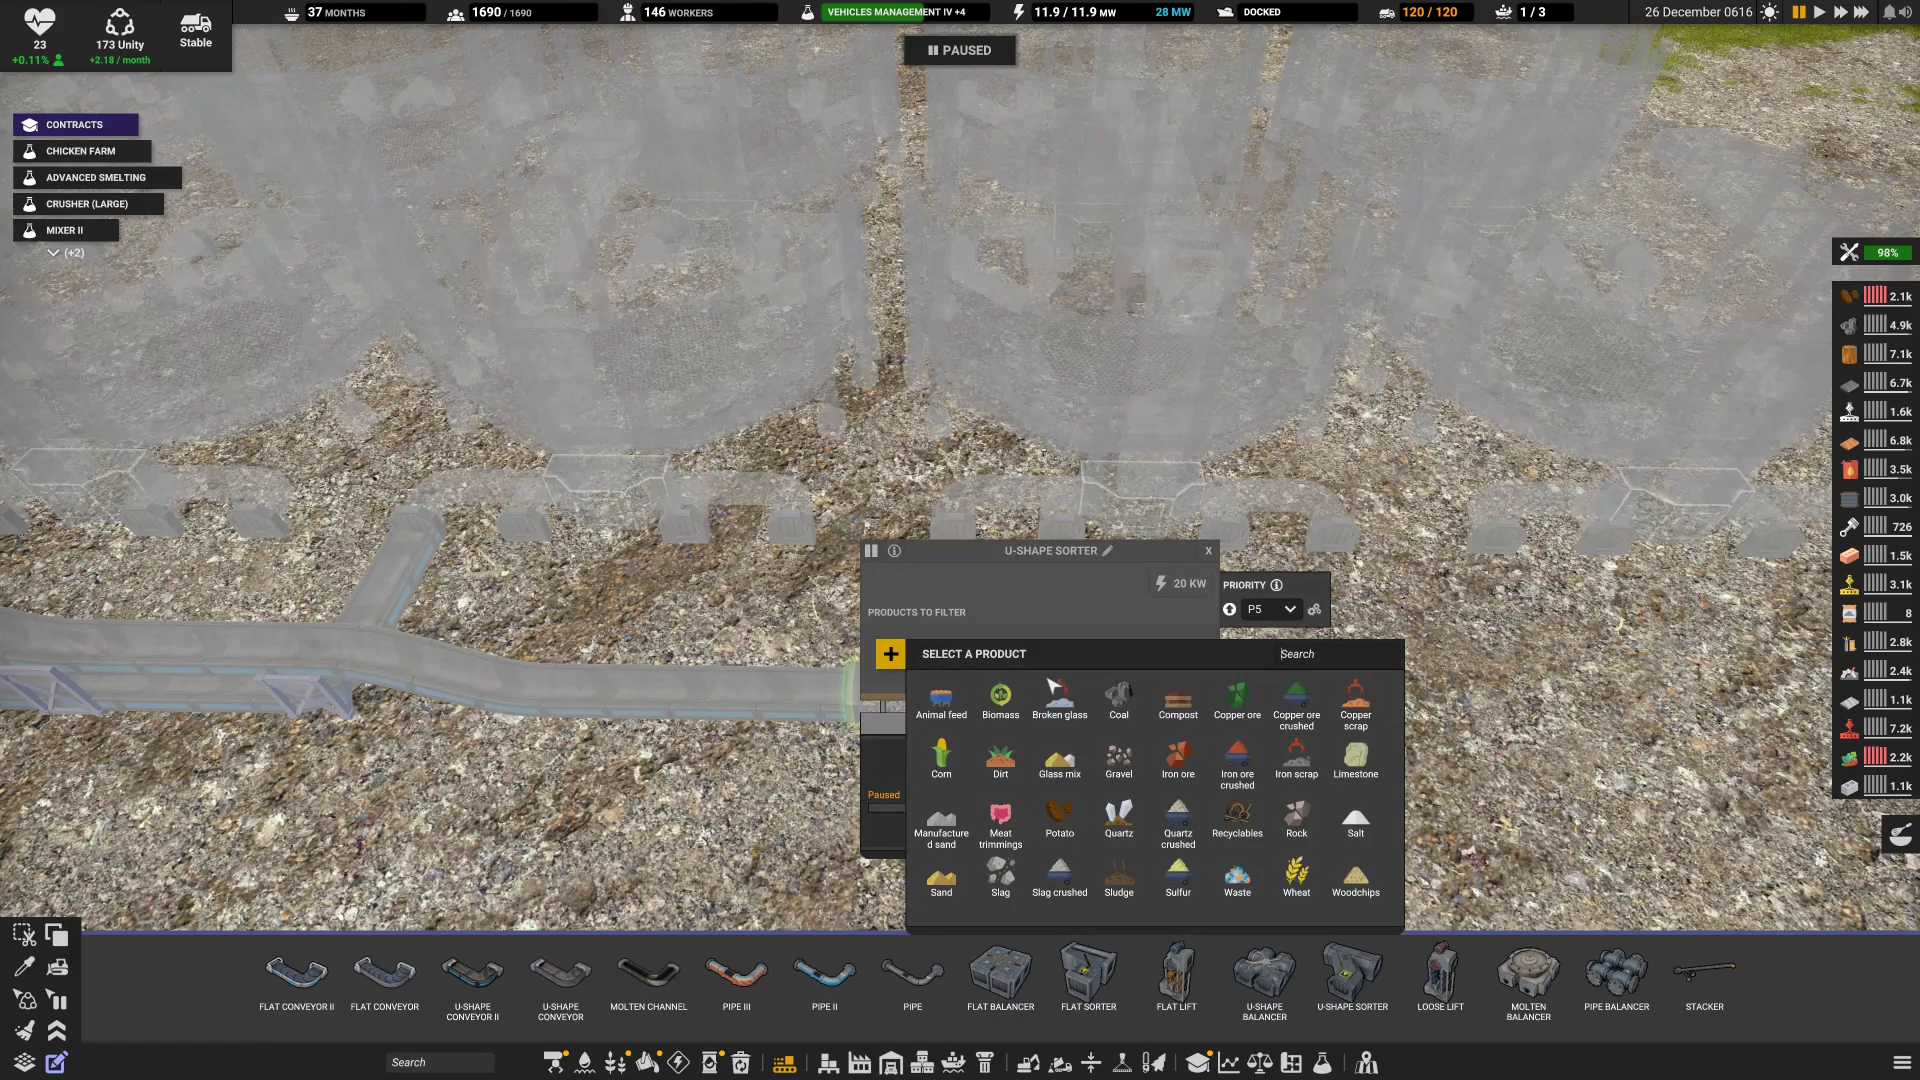 23
+0.11%
173 Unity
+2.18 / month
Stable
37 MONTHS
1690 / 1690
146 WORKERS
VEHICLES MANAGEMENT IV +4
11.9 / 11.9 MW
28 MW
DOCKED
120 / 120
1 / 3
26 December 0616
PAUSED
CONTRACTS
CHICKEN FARM
ADVANCED SMELTING
CRUSHER (LARGE)
MIXER II
(+2)
98%
2.1k
4.9k
7.1k
6.7k
1.6k
6.8k
3.5k
3.0k
726
1.5k
3.1k
8
2.8k
2.4k
1.1k
7.2k
2.2k
1.1k
U-SHAPE SORTER
X
20 KW
PRODUCTS TO FILTER
PRIORITY
P5
Paused
SELECT A PRODUCT
Search
Animal feed
Biomass
Broken glass
Coal
Compost
Copper ore
Copper ore
crushed
Copper
scrap
Corn
Dirt
Glass mix
Gravel
Iron ore
Iron ore
crushed
Iron scrap
Limestone
Manufacture
d sand
Meat
trimmings
Potato
Quartz
Quartz
crushed
Recyclables
Rock
Salt
Sand
Slag
Slag crushed
Sludge
Sulfur
Waste
Wheat
Woodchips
FLAT CONVEYOR II
FLAT CONVEYOR
U-SHAPE
CONVEYOR II
U-SHAPE
CONVEYOR
MOLTEN CHANNEL
PIPE III
PIPE II
PIPE
FLAT BALANCER
FLAT SORTER
FLAT LIFT
U-SHAPE
BALANCER
U-SHAPE SORTER
LOOSE LIFT
MOLTEN
BALANCER
PIPE BALANCER
STACKER
Search